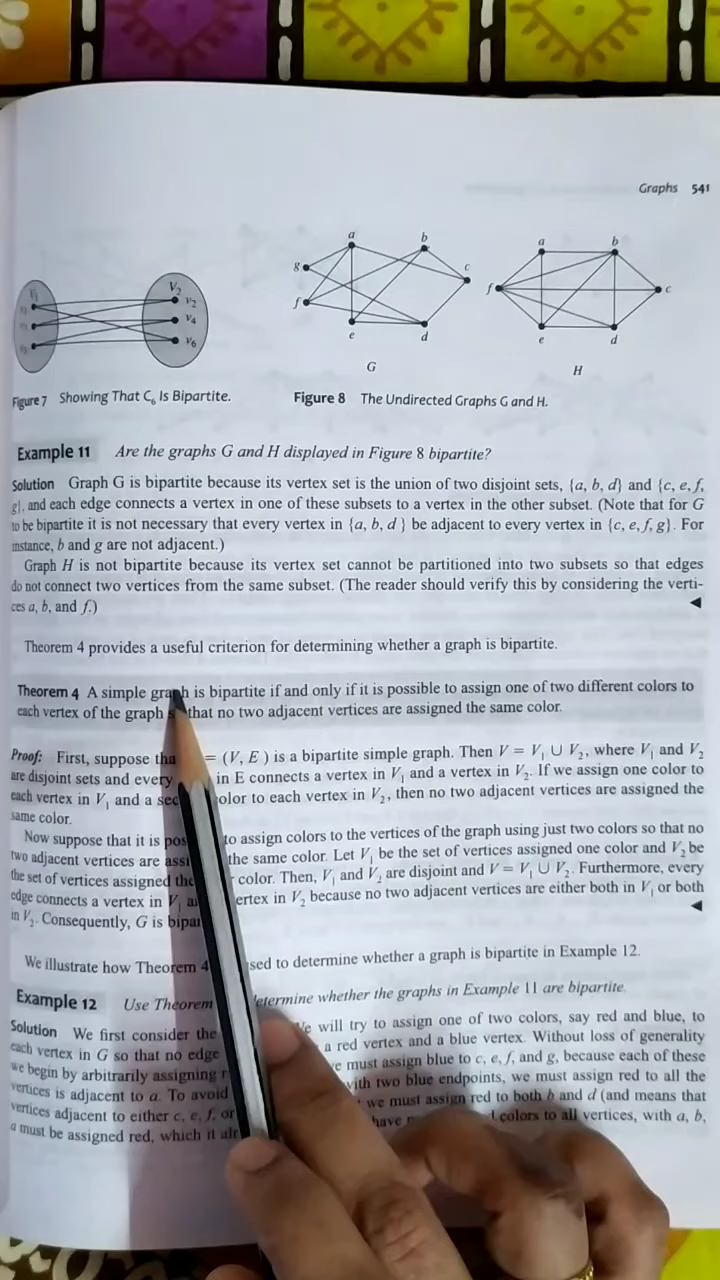 Graphs 541
V₂
v₂
v₄
v₆
a
b
g
c
f
e
d
G
a
b
f
c
e
d
H
Figure 7 Showing That C₆ Is Bipartite.
Figure 8 The Undirected Graphs G and H.
Example 11 Are the graphs G and H displayed in Figure 8 bipartite?
Solution Graph G is bipartite because its vertex set is the union of two disjoint sets, {a, b, d} and {c, e, f,
g}, and each edge connects a vertex in one of these subsets to a vertex in the other subset. (Note that for G
to be bipartite it is not necessary that every vertex in {a, b, d } be adjacent to every vertex in {c, e, f, g}. For
instance, b and g are not adjacent.)
Graph H is not bipartite because its vertex set cannot be partitioned into two subsets so that edges
do not connect two vertices from the same subset. (The reader should verify this by considering the verti-
ces a, b, and f.)
Theorem 4 provides a useful criterion for determining whether a graph is bipartite.
Theorem 4 A simple graph is bipartite if and only if it is possible to assign one of two different colors to
each vertex of the graph s that no two adjacent vertices are assigned the same color.
Proof: First, suppose tha = (V, E ) is a bipartite simple graph. Then V = V₁ ∪ V₂, where V₁ and V₂
are disjoint sets and every in E connects a vertex in V₁ and a vertex in V₂. If we assign one color to
each vertex in V₁ and a sec olor to each vertex in V₂, then no two adjacent vertices are assigned the
same color.
Now suppose that it is pos to assign colors to the vertices of the graph using just two colors so that no
two adjacent vertices are assi the same color. Let V₁ be the set of vertices assigned one color and V₂ be
the set of vertices assigned the r color. Then, V₁ and V₂ are disjoint and V = V₁ ∪ V₂. Furthermore, every
edge connects a vertex in V₁ a ertex in V₂ because no two adjacent vertices are either both in V₁ or both
in V₂. Consequently, G is bipar
We illustrate how Theorem 4 sed to determine whether a graph is bipartite in Example 12.
Example 12 Use Theorem determine whether the graphs in Example 11 are bipartite.
Solution We first consider the We will try to assign one of two colors, say red and blue, to
each vertex in G so that no edge a red vertex and a blue vertex. Without loss of generality
we begin by arbitrarily assigning r e must assign blue to c, e, f, and g, because each of these
vertices is adjacent to a. To avoid with two blue endpoints, we must assign red to all the
vertices adjacent to either c, e, f, or we must assign red to both b and d (and means that
a must be assigned red, which it alr have colors to all vertices, with a, b,